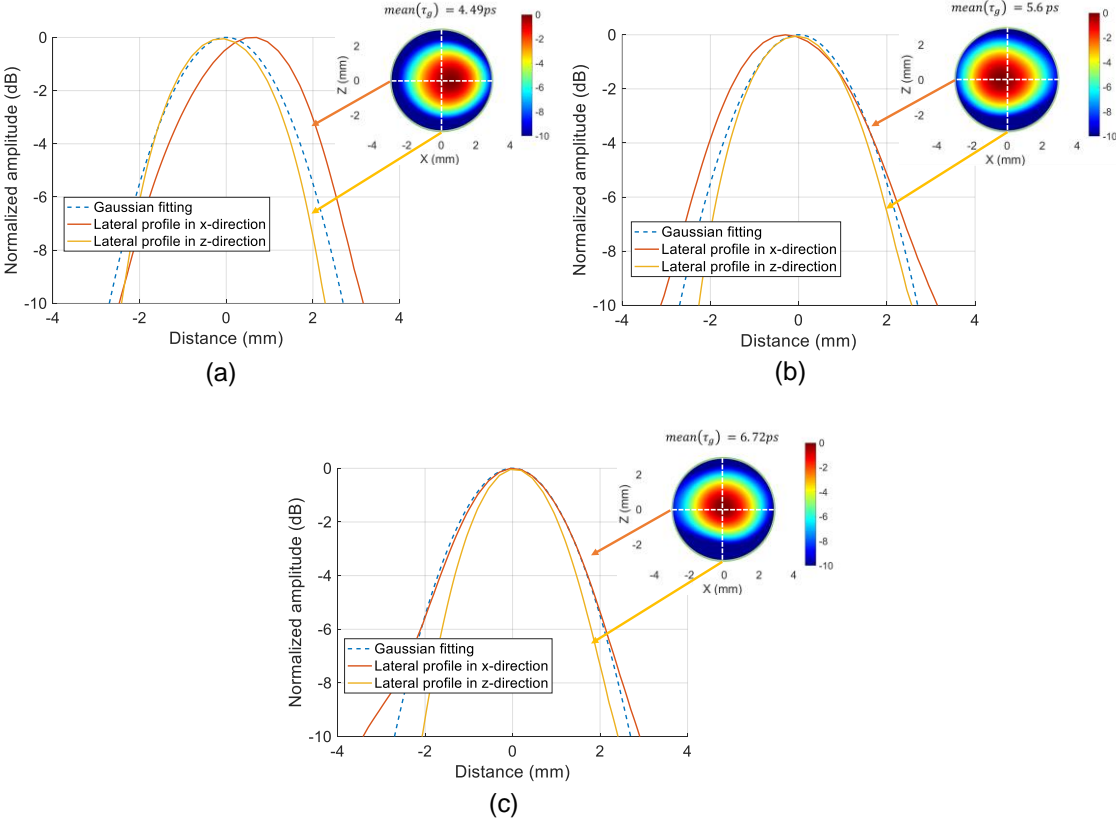 mean(τg) = 4.49ps
Normalized amplitude (dB)
0
-2
-4
-6
-8
-10
Gaussian fitting
Lateral profile in x-direction
Lateral profile in z-direction
-4 -2 0 2 4
Distance (mm)
Z (mm)
2
0
-2
-4 -2 0 2 4
X (mm)
0
-2
-4
-6
-8
-10
(a)
mean(τg) = 5.6 ps
Normalized amplitude (dB)
0
-2
-4
-6
-8
-10
Gaussian fitting
Lateral profile in x-direction
Lateral profile in z-direction
-4 -2 0 2 4
Distance (mm)
Z (mm)
2
0
-2
-4 -2 0 2 4
X (mm)
0
-2
-4
-6
-8
-10
(b)
mean(τg) = 6.72ps
Normalized amplitude (dB)
0
-2
-4
-6
-8
-10
Gaussian fitting
Lateral profile in x-direction
Lateral profile in z-direction
-4 -2 0 2 4
Distance (mm)
Z (mm)
2
0
-2
-4 -2 0 2 4
X (mm)
0
-2
-4
-6
-8
-10
(c)